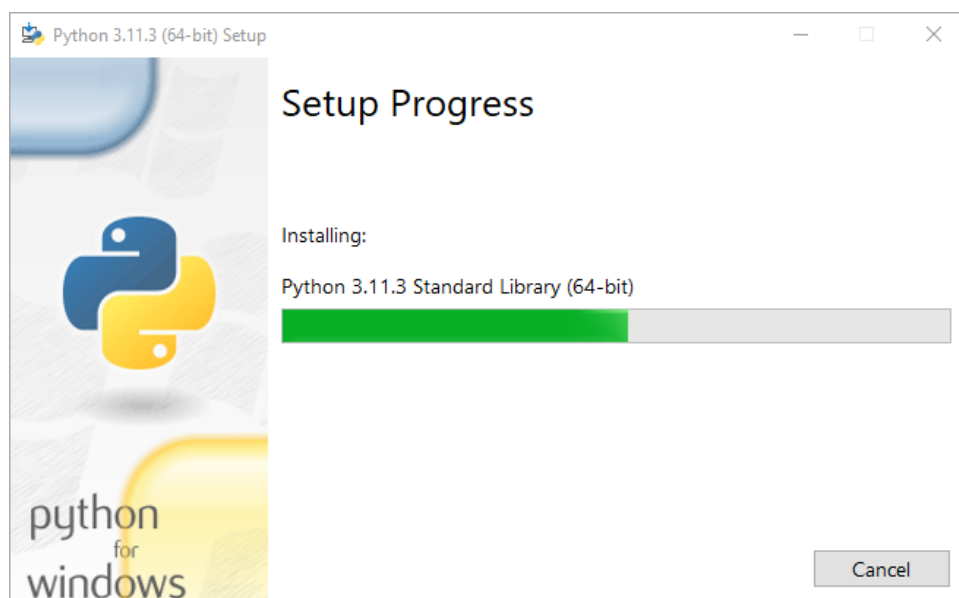 Python 3.11.3 (64-bit) Setup
Setup Progress
Installing:
Python 3.11.3 Standard Library (64-bit)
python
for
windows
Cancel